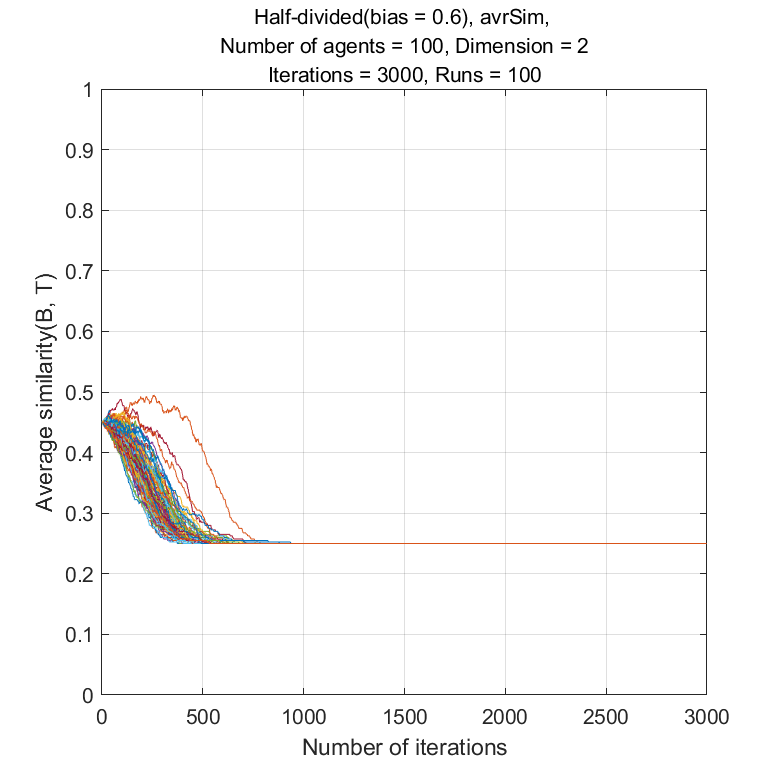 Half-divided(bias = 0.6), avrSim,
Number of agents = 100, Dimension = 2
Iterations = 3000, Runs = 100
1
0.9
0.8
0.7
0.6
0.5
0.4
0.3
0.2
0.1
0
Average similarity(B, T)
0 500 1000 1500 2000 2500 3000
Number of iterations